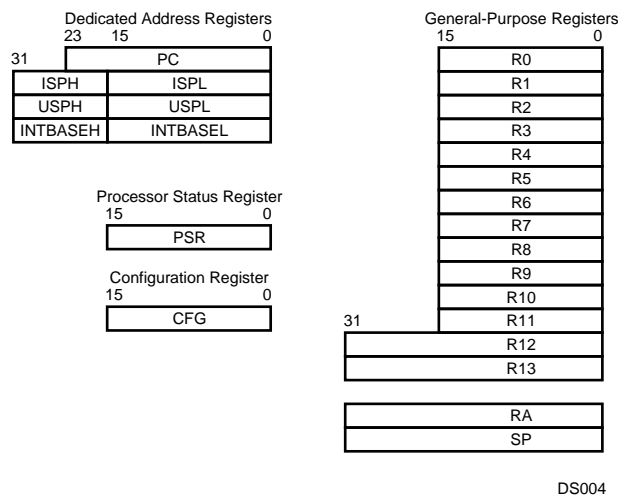 Dedicated Address Registers
23 15 0
31 PC
ISPH ISPL
USPH USPL
INTBASEH INTBASEL
Processor Status Register
15 0
PSR
Configuration Register
15 0
CFG
General-Purpose Registers
15 0
R0
R1
R2
R3
R4
R5
R6
R7
R8
R9
R10
31 R11
R12
R13
RA
SP
DS004